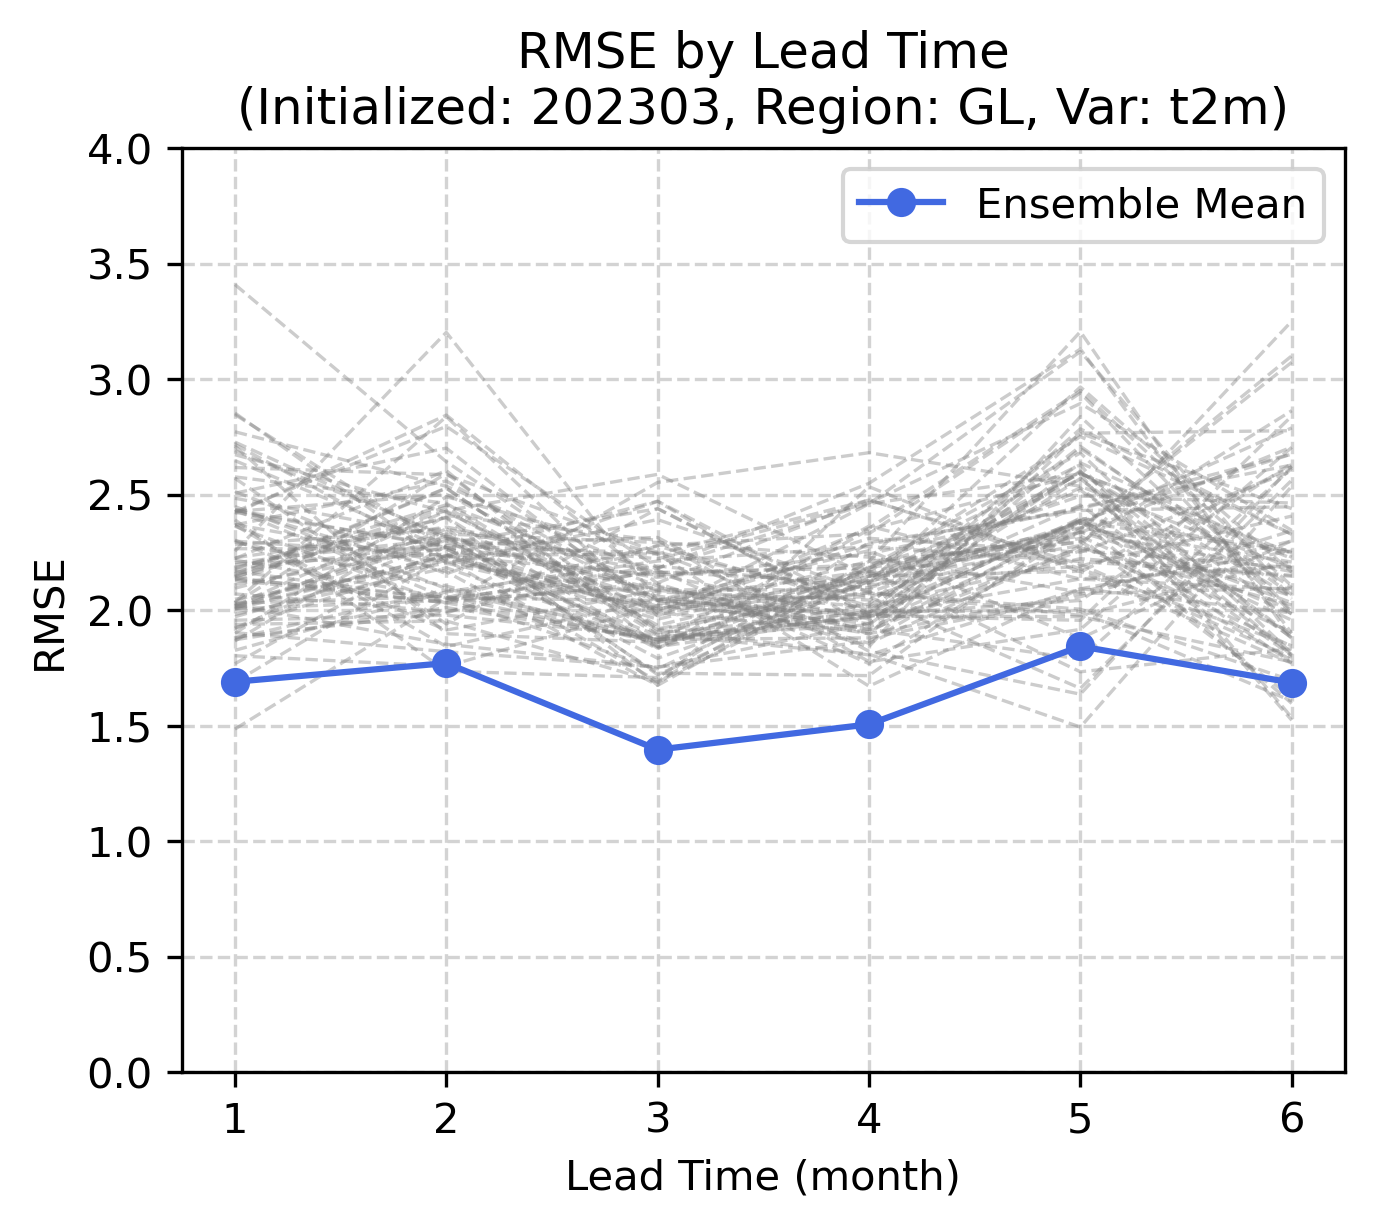 RMSE by Lead Time
(Initialized: 202303, Region: GL, Var: t2m)
Ensemble Mean
RMSE
4.0
3.5
3.0
2.5
2.0
1.5
1.0
0.5
0.0
1 2 3 4 5 6
Lead Time (month)